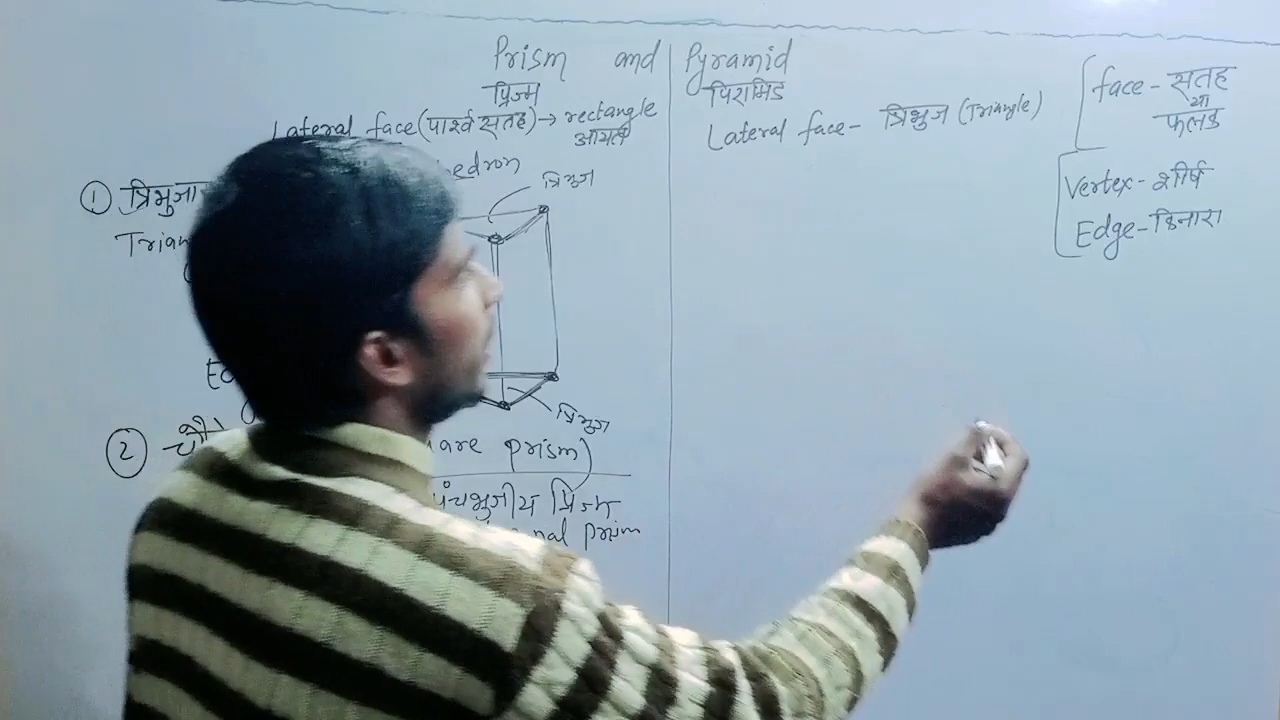 Prism and Pyramid
प्रिज्म पिरामिड
Lateral face (पार्श्व सतह) → rectangle
आयत
hedron
① त्रिभुजा
Trian
त्रिभुज
त्रिभुज
②
are prism)
पंचभुजीय प्रिज्म
nal prism
Lateral face - त्रिभुज (Triangle)
face - सतह
या
फलक
Vertex - शीर्ष
Edge - किनारा